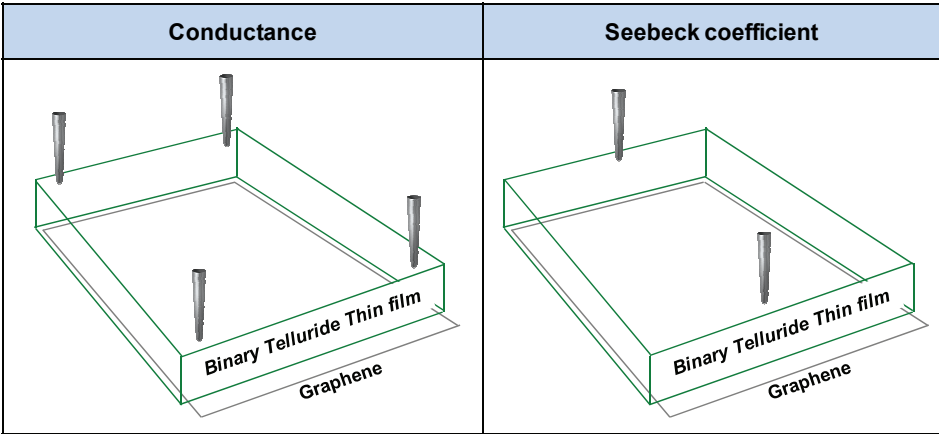 Conductance
Seebeck coefficient
Binary Telluride Thin film
Graphene
Binary Telluride Thin film
Graphene